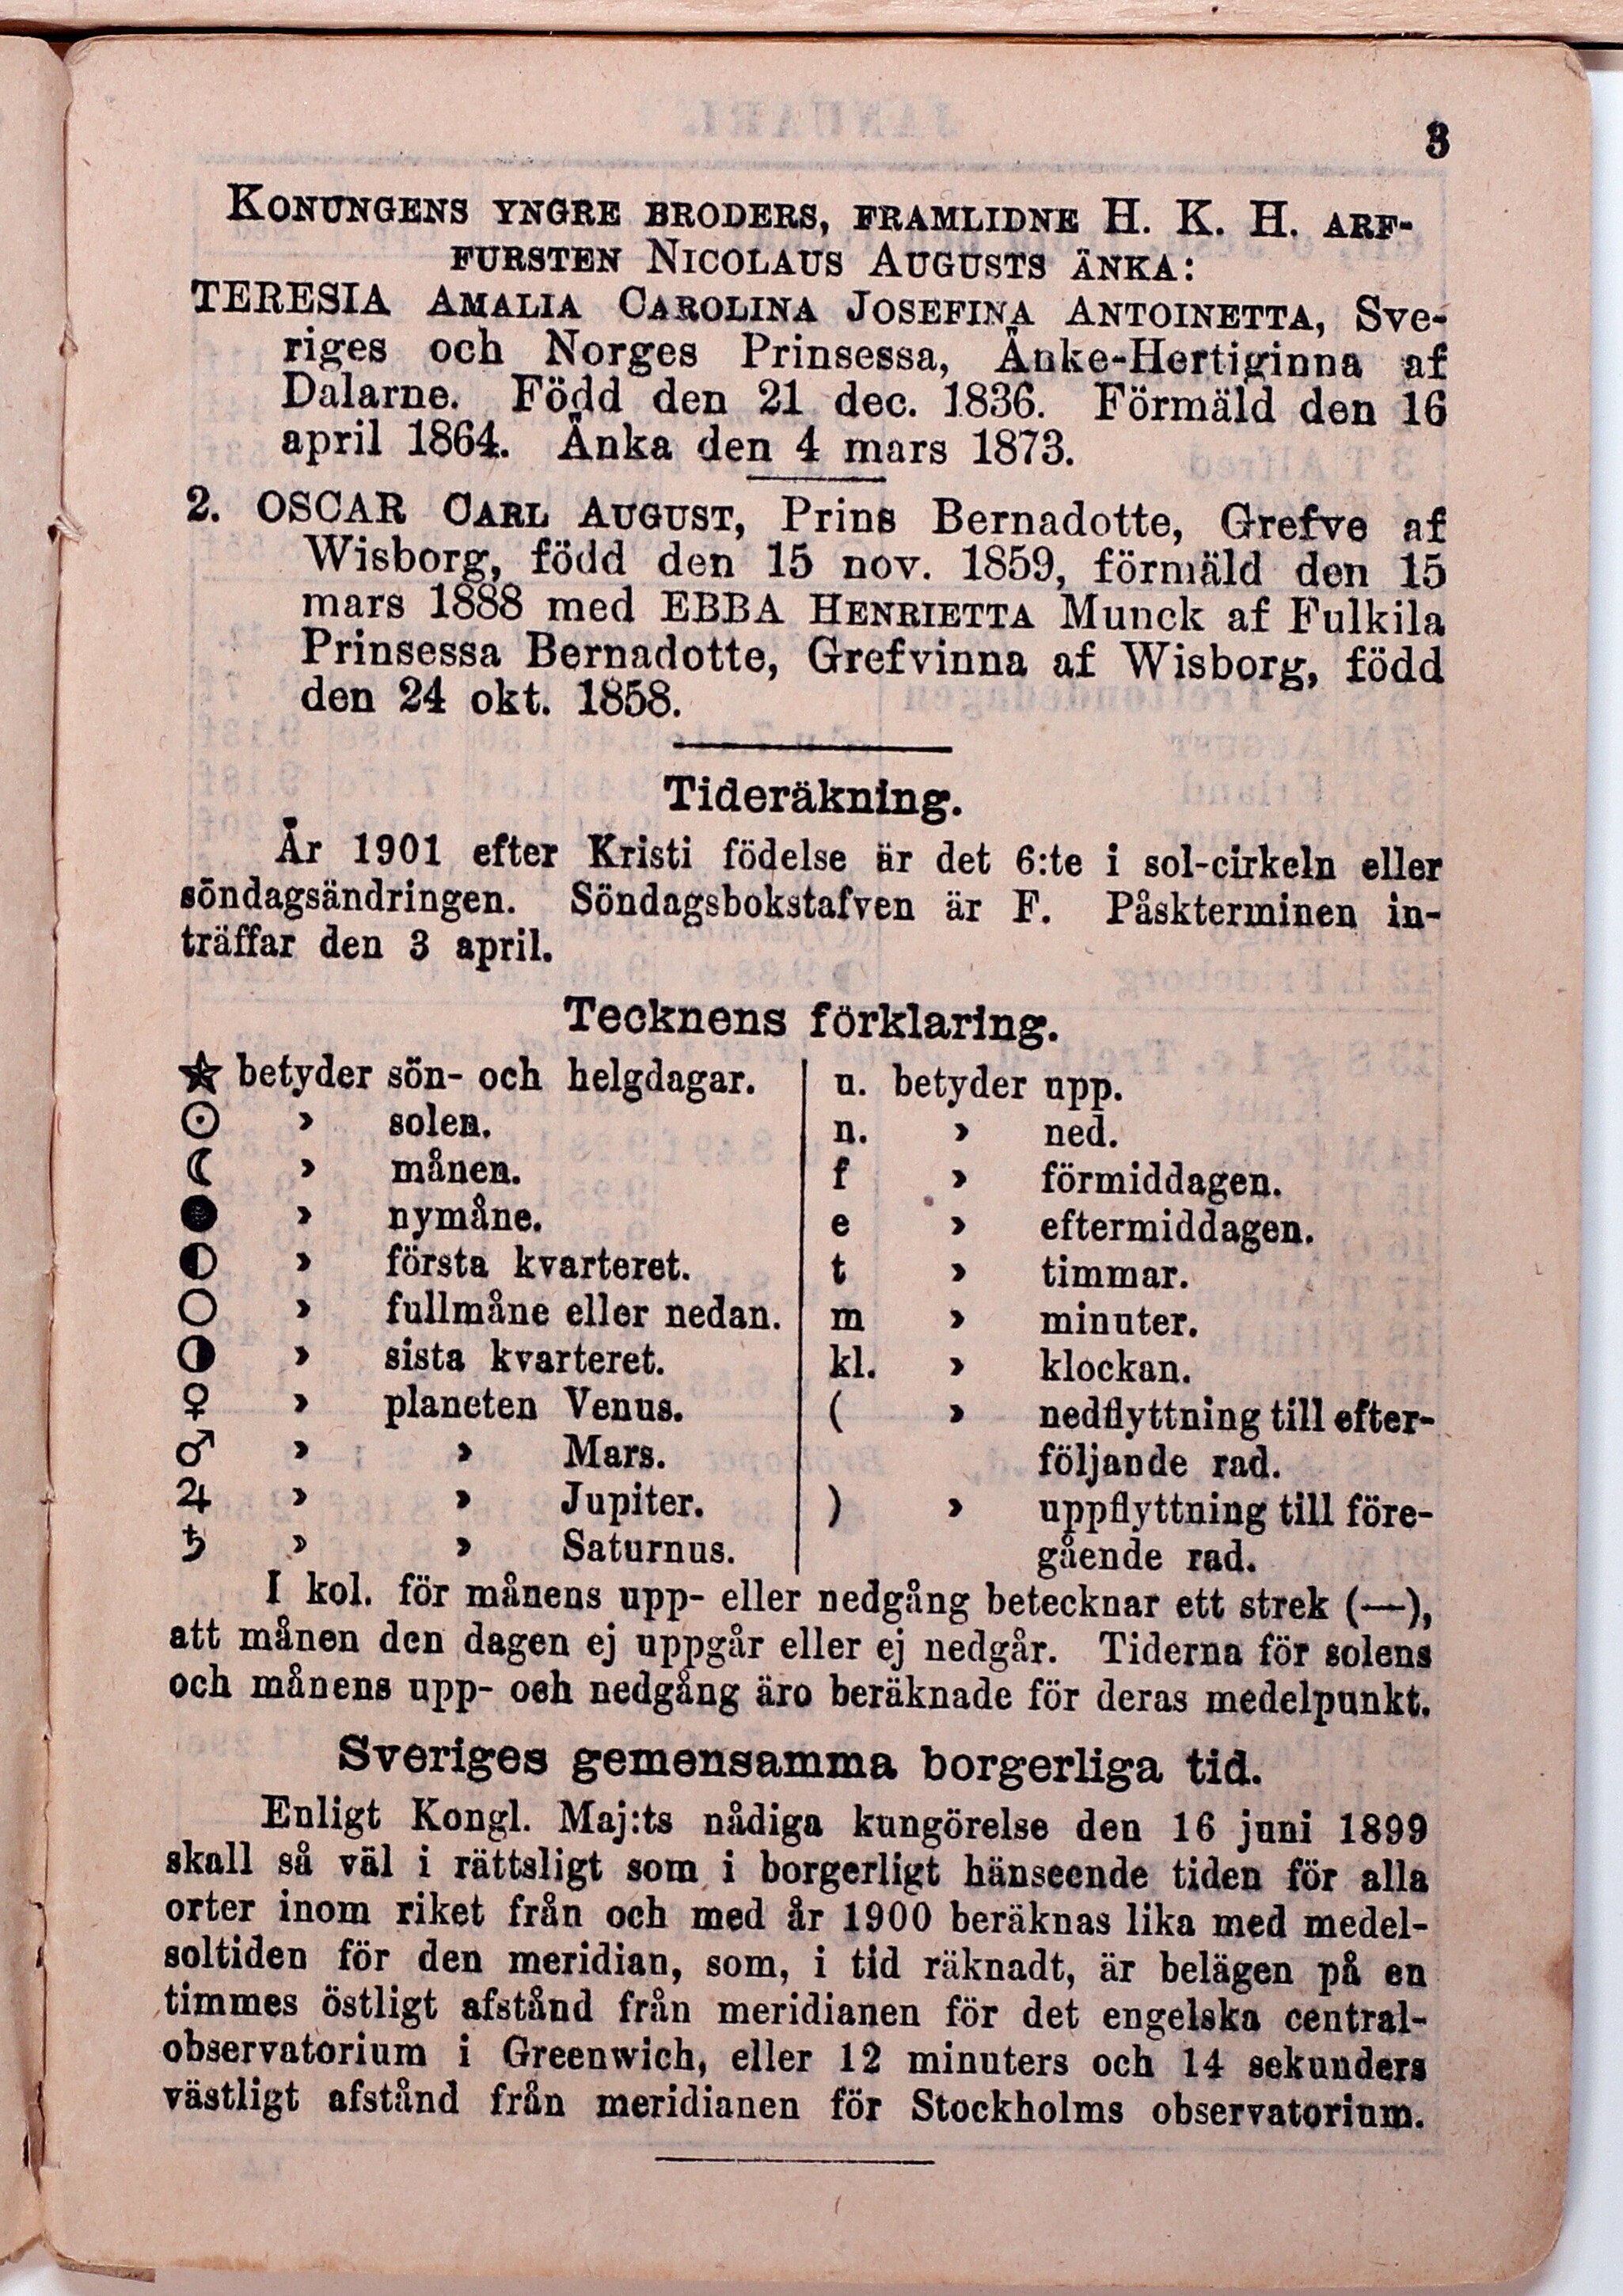 3
KONUNGENS YNGRE BRODERS, FRAMLIDNE H. K. H. ARF-
FURSTEN NICOLAUS AUGUSTS ÄNKA:
TERESIA AMALIA CAROLINA JOSEFINA ANTOINETTA, Sve-
riges och Norges Prinsessa, Änke-Hertiginna af
Dalarne. Född den 21 dec. 1836. Förmäld den 16
april 1864. Änka den 4 mars 1873.
2. OSCAR CARL AUGUST, Prins Bernadotte, Grefve af
Wisborg, född den 15 nov. 1859, förmäld den 15
mars 1888 med EBBA HENRIETTA Munck af Fulkila
Prinsessa Bernadotte, Grefvinna af Wisborg, född
den 24 okt. 1858.
Tideräkning.
År 1901 efter Kristi födelse är det 6:te i sol-cirkeln eller
söndagsändringen. Söndagsbokstafven är F. Påskterminen in-
träffar den 3 april.
Tecknens förklaring.
☆ betyder sön- och helgdagar.
☉ » solen.
☾ » månen.
● » nymåne.
◐ » första kvarteret.
○ » fullmåne eller nedan.
◑ » sista kvarteret.
♀ » planeten Venus.
♂ » » Mars.
♃ » » Jupiter.
♄ » » Saturnus.
u. betyder upp.
n. » ned.
f » förmiddagen.
e » eftermiddagen.
t » timmar.
m » minuter.
kl. » klockan.
( » nedflyttning till efter-
följande rad.
) » uppflyttning till före-
gående rad.
I kol. för månens upp- eller nedgång betecknar ett strek (—),
att månen den dagen ej uppgår eller ej nedgår. Tiderna för solens
och månens upp- oeh nedgång äro beräknade för deras medelpunkt.
Sveriges gemensamma borgerliga tid.
Enligt Kongl. Maj:ts nådiga kungörelse den 16 juni 1899
skall så väl i rättsligt som i borgerligt hänseende tiden för alla
orter inom riket från och med år 1900 beräknas lika med medel-
soltiden för den meridian, som, i tid räknadt, är belägen på en
timmes östligt afstånd från meridianen för det engelska central-
observatorium i Greenwich, eller 12 minuters och 14 sekunders
västligt afstånd från meridianen för Stockholms observatorium.